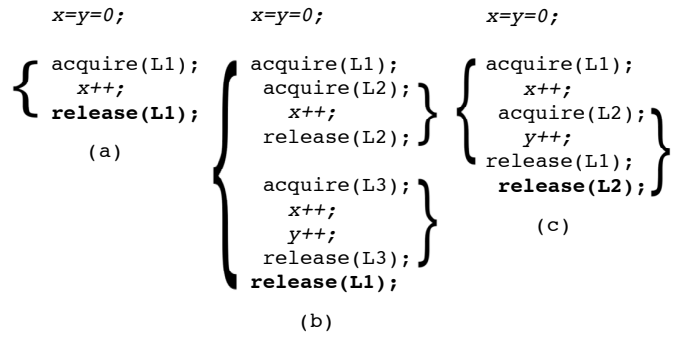 x=y=0;
acquire(L1);
x++;
release(L1);
(a)
x=y=0;
acquire(L1);
acquire(L2);
x++;
release(L2);
acquire(L3);
x++;
y++;
release(L3);
release(L1);
(b)
x=y=0;
acquire(L1);
x++;
acquire(L2);
y++;
release(L1);
release(L2);
(c)